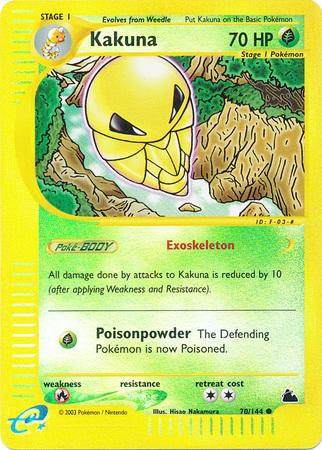 STAGE 1
Evolves from Weedle Put Kakuna on the Basic Pokémon
Kakuna 70 HP
Stage 1 Pokémon
ID: F-03-#
Poké-BODY Exoskeleton
All damage done by attacks to Kakuna is reduced by 10
(after applying Weakness and Resistance).
Poisonpowder The Defending
Pokémon is now Poisoned.
weakness resistance retreat cost
e
© 2003 Pokémon / Nintendo Illus. Hisao Nakamura 70/144